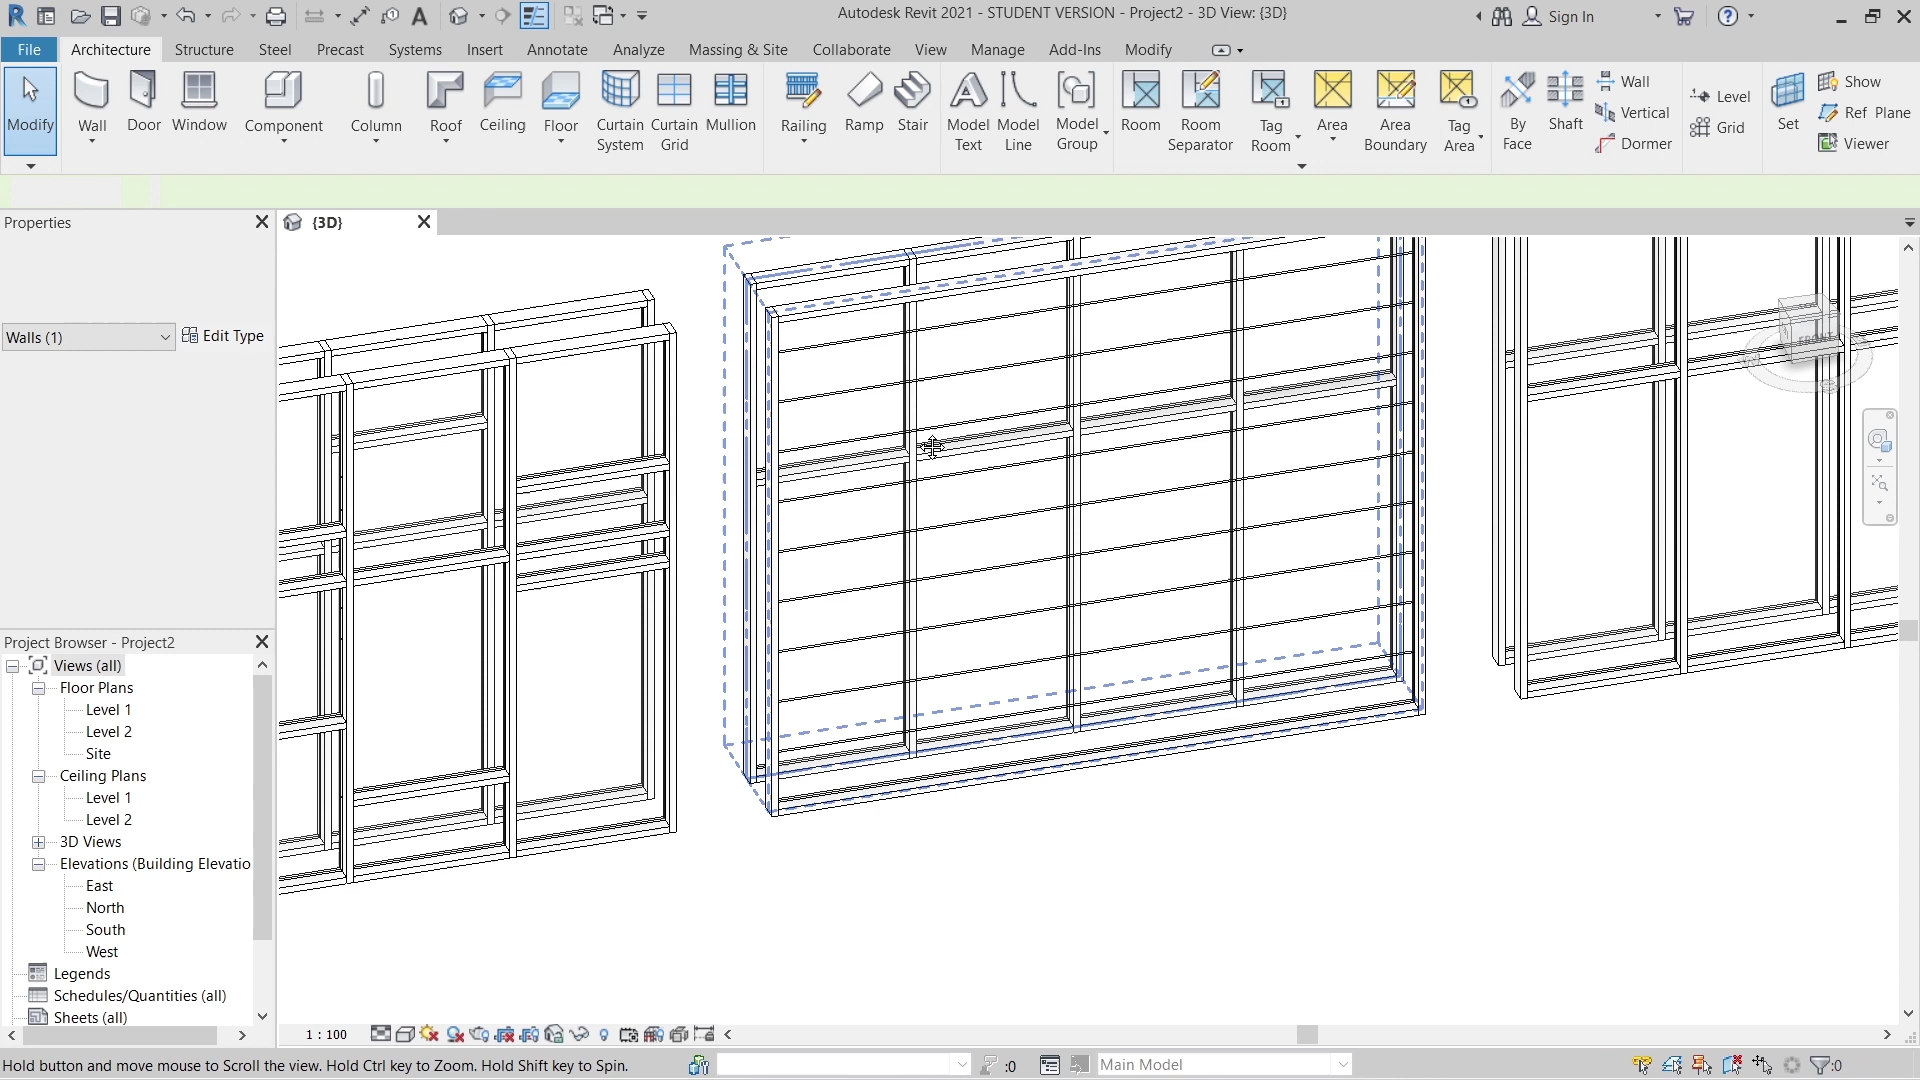 Autodesk Revit 2021 - STUDENT VERSION - Project2 - 3D View: {3D}
Sign In
File Architecture Structure Steel Precast Systems Insert Annotate Analyze Massing & Site Collaborate View Manage Add-Ins Modify
Modify
Wall
Door
Window
Component
Column
Roof
Ceiling
Floor
Curtain System
Curtain Grid
Mullion
Railing
Ramp
Stair
Model Text
Model Line
Model Group
Room
Room Separator
Tag Room
Area
Area Boundary
Tag Area
By Face
Shaft
Wall
Vertical
Dormer
Level
Grid
Set
Show
Ref Plane
Viewer
Properties
{3D}
Walls (1)
Edit Type
FRONT
Project Browser - Project2
Views (all)
Floor Plans
Level 1
Level 2
Site
Ceiling Plans
Level 1
Level 2
3D Views
Elevations (Building Elevatio
East
North
South
West
Legends
Schedules/Quantities (all)
Sheets (all)
1 : 100
Hold button and move mouse to Scroll the view. Hold Ctrl key to Zoom. Hold Shift key to Spin.
:0
Main Model
:0